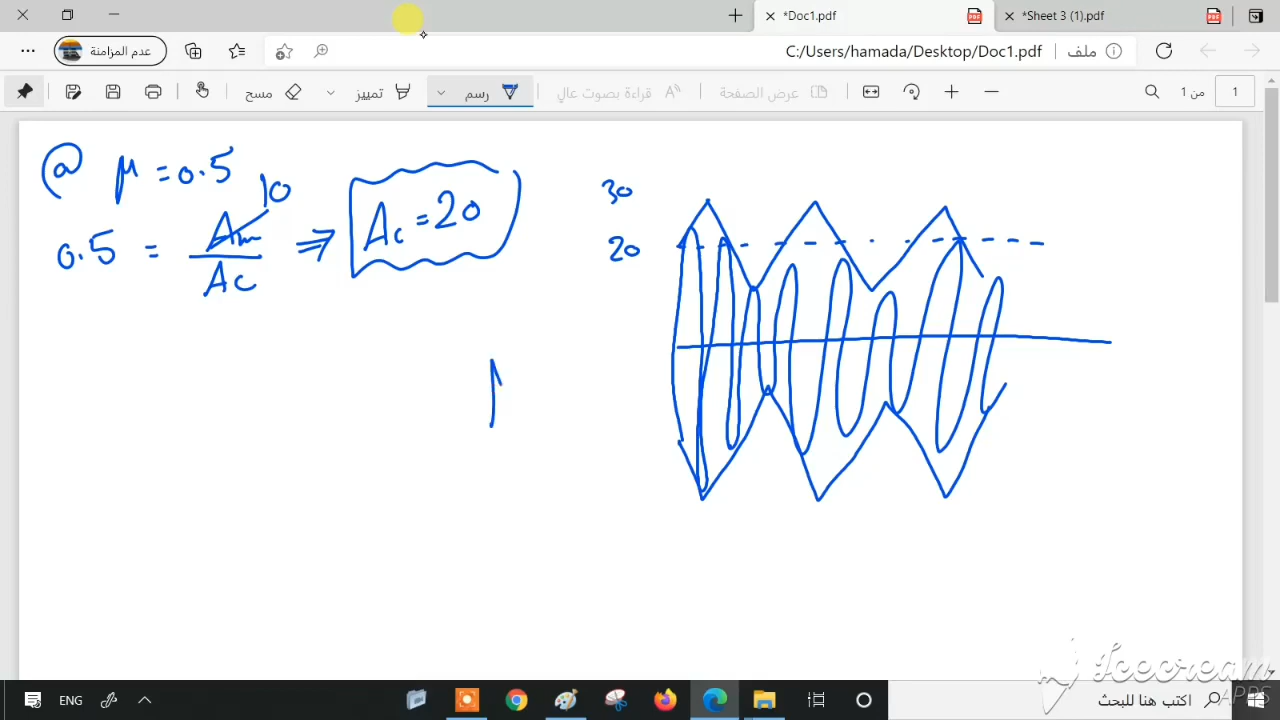 *Doc1.pdf
*Sheet 3 (1).pdf
عدم المزامنة
C:/Users/hamada/Desktop/Doc1.pdf
ملف
مسح
تمييز
رسم
قراءة بصوت عالٍ
عرض الصفحة
من 1
1
@ μ = 0.5
0.5 = Am/Ac ⇒ Ac = 20
10
30
20
Icecream
APPS
ENG
اكتب هنا للبحث